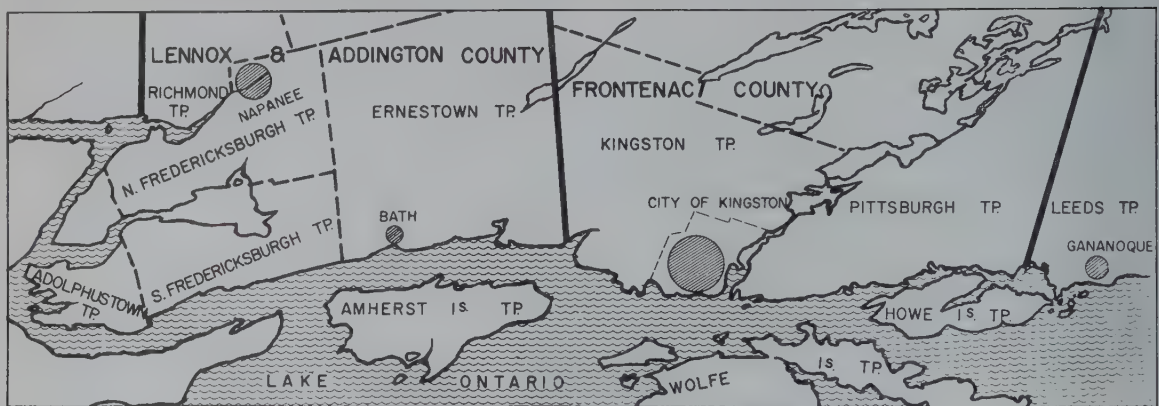 LENNOX & ADDINGTON COUNTY
RICHMOND
TP.
NAPANEE
N. FREDERICKSBURGH TP.
ERNESTOWN TP.
FRONTENAC COUNTY
KINGSTON TP.
CITY OF KINGSTON
PITTSBURGH TP.
LEEDS TP.
BATH
GANANOQUE
S. FREDERICKSBURGH TP.
ADOLPHUSTOWN
TP.
AMHERST IS. TP.
HOWE IS. TP.
LAKE ONTARIO
WOLFE IS. TP.